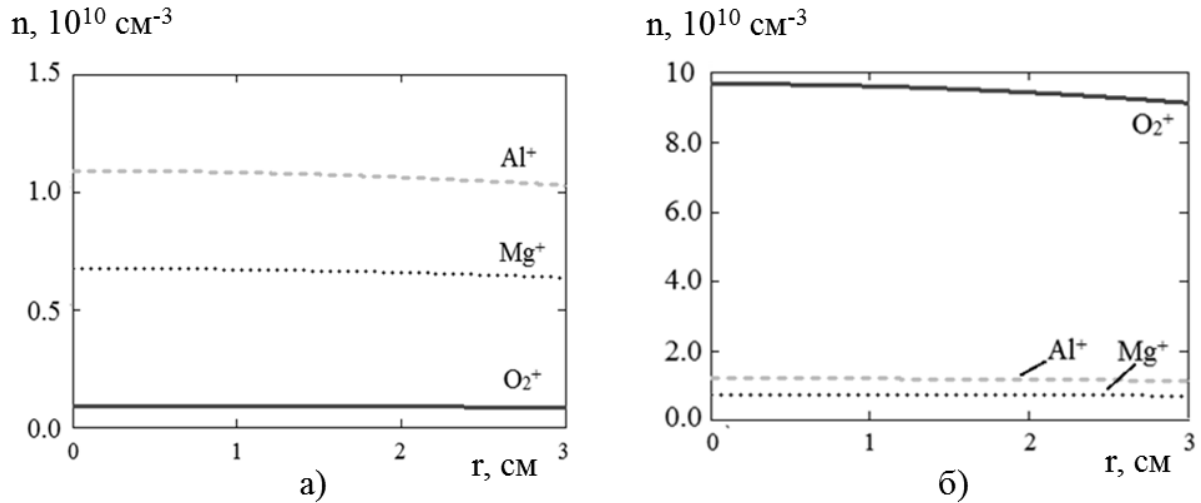 n, 10¹⁰ см⁻³
1.5
1.0
0.5
0.0
Al⁺
Mg⁺
O₂⁺
0 1 2 3
r, см
а)
n, 10¹⁰ см⁻³
10
8.0
6.0
4.0
2.0
0.0
O₂⁺
Al⁺ Mg⁺
0 1 2 3
r, см
б)